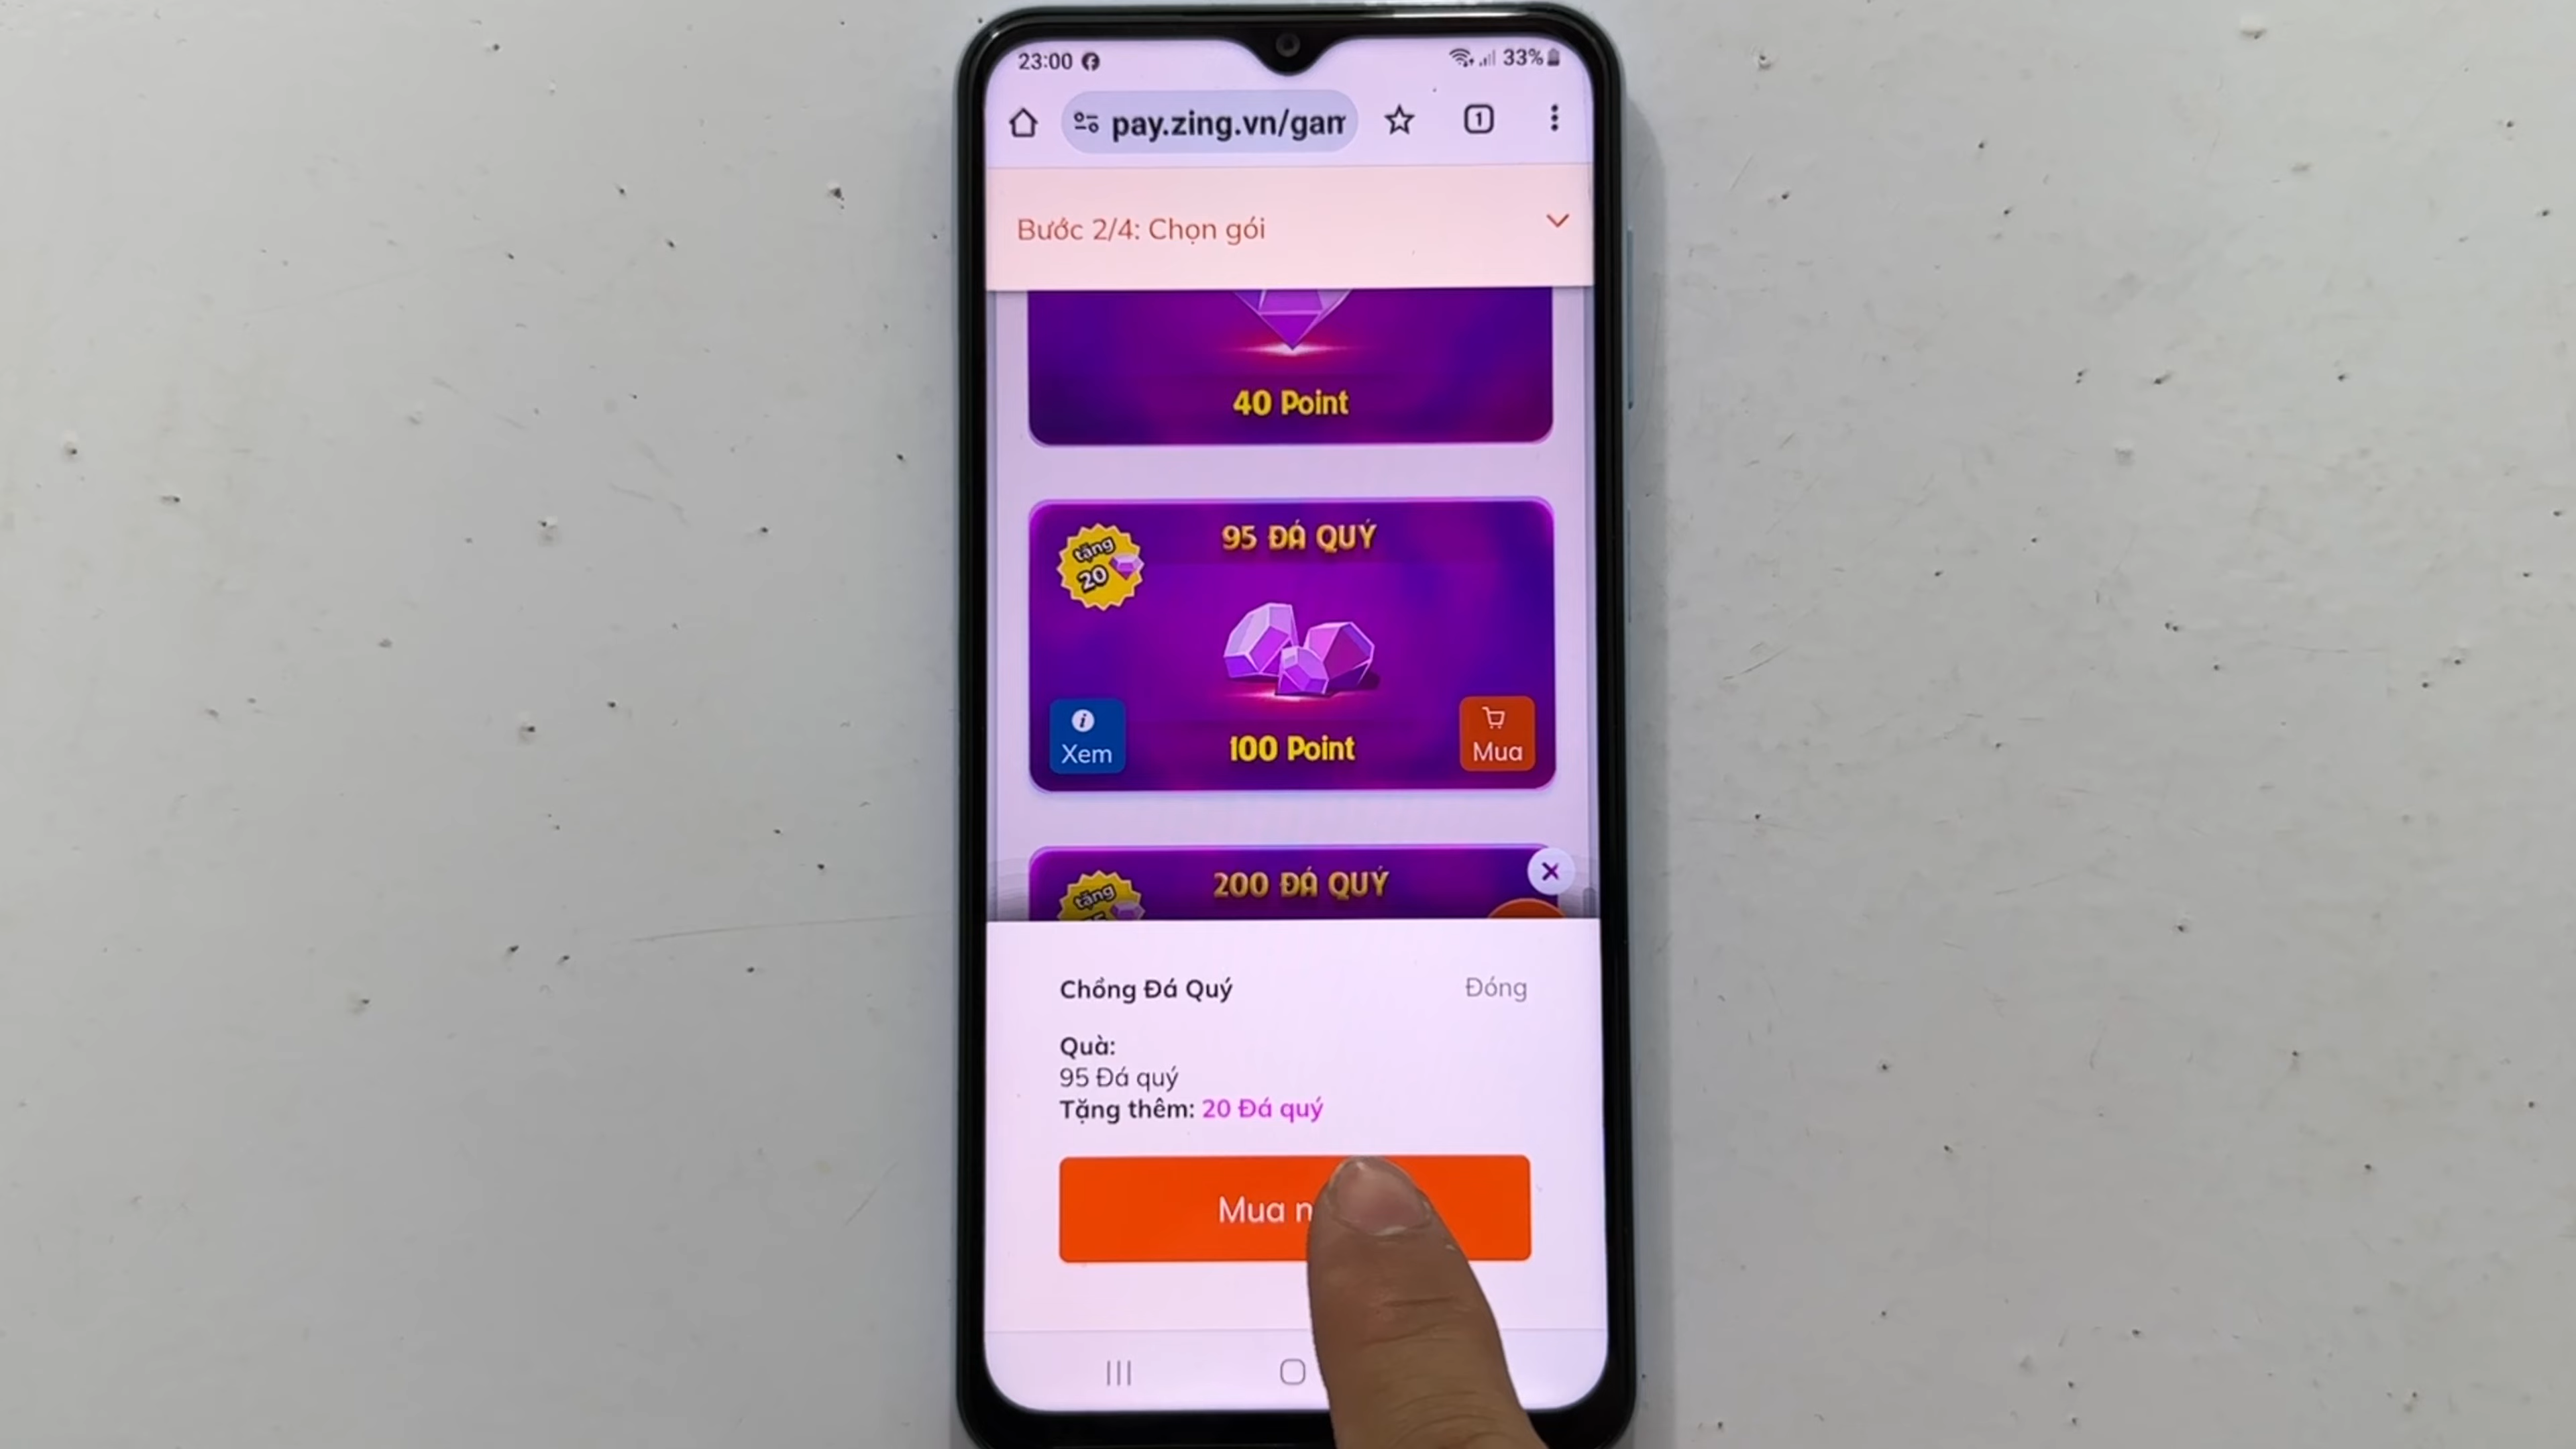 23:00
33%
pay.zing.vn/gam
1
Bước 2/4: Chọn gói
40 Point
tặng
20
95 ĐÁ QUÝ
Xem
100 Point
Mua
tặng
200 ĐÁ QUÝ
Chồng Đá Quý
Đóng
Quà:
95 Đá quý
Tặng thêm: 20 Đá quý
Mua